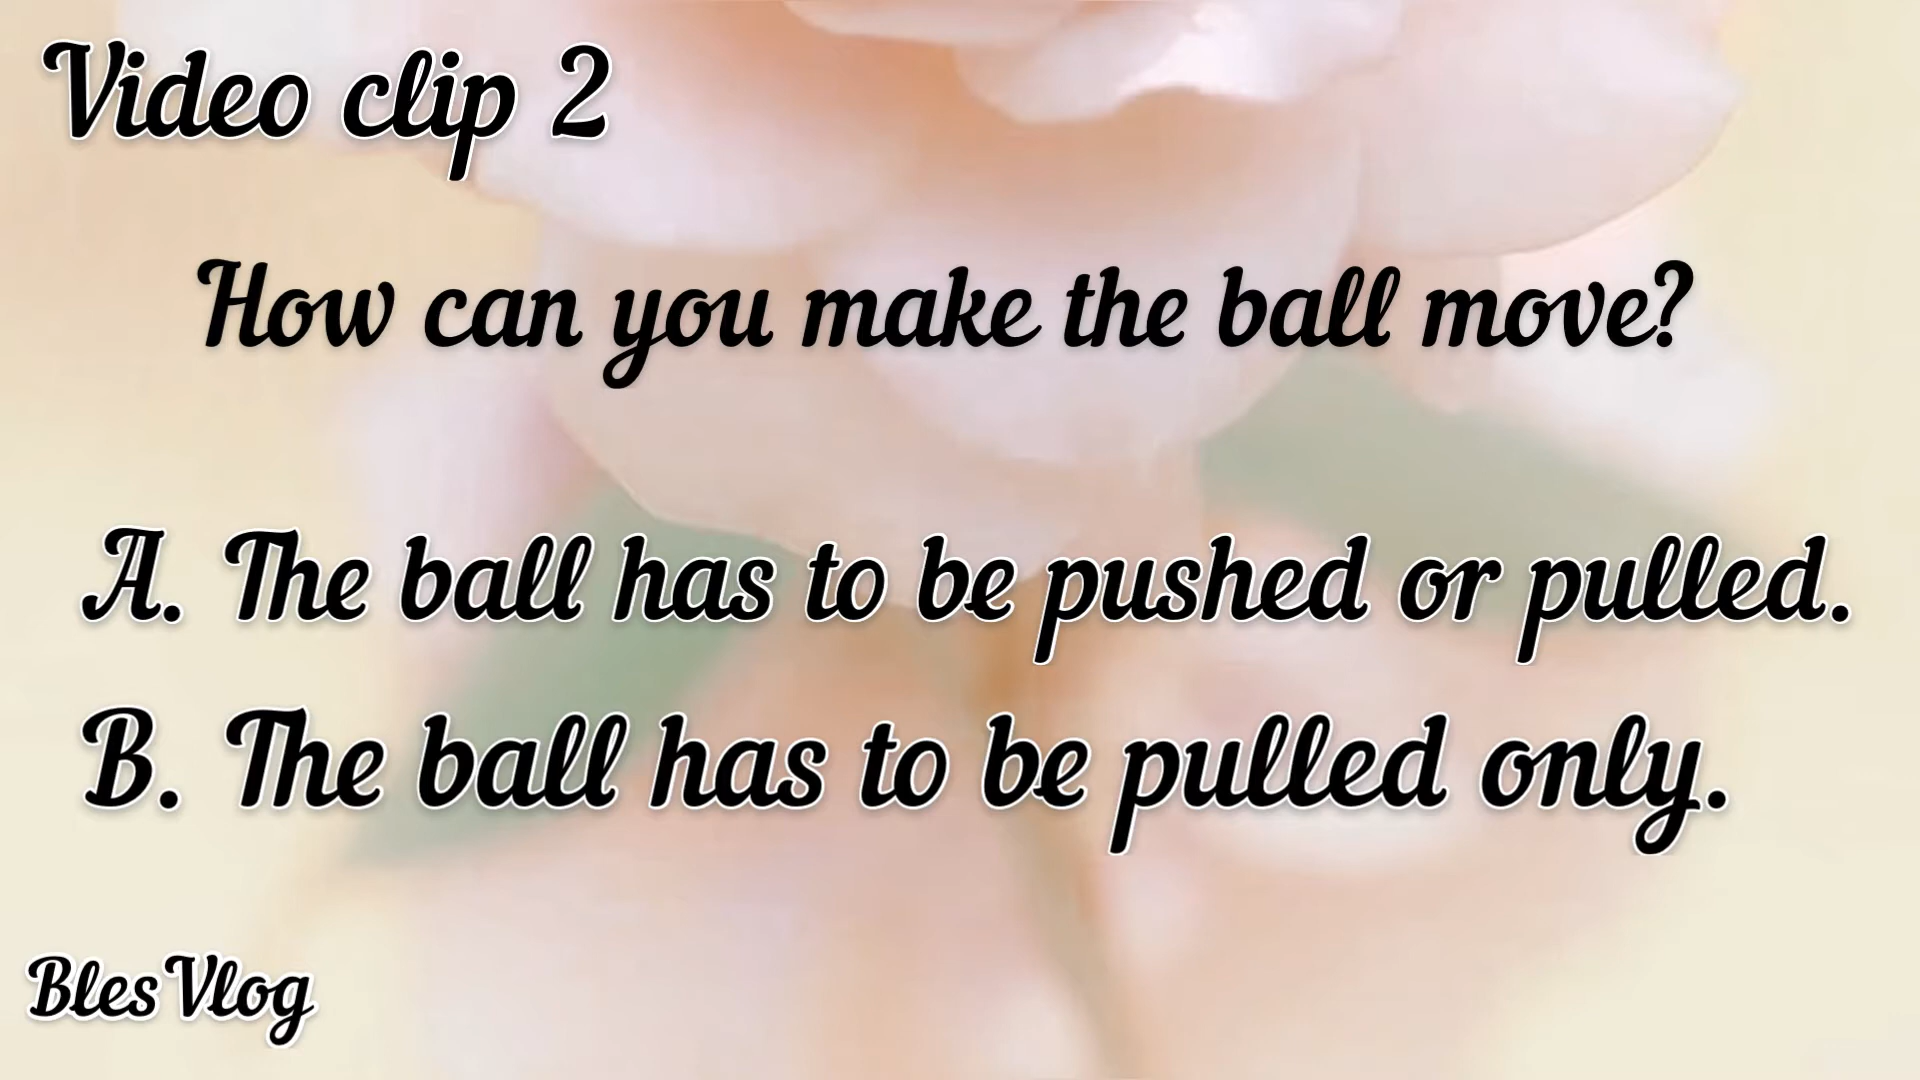 Video clip 2
How can you make the ball move?
A. The ball has to be pushed or pulled.
B. The ball has to be pulled only.
Bles Vlog